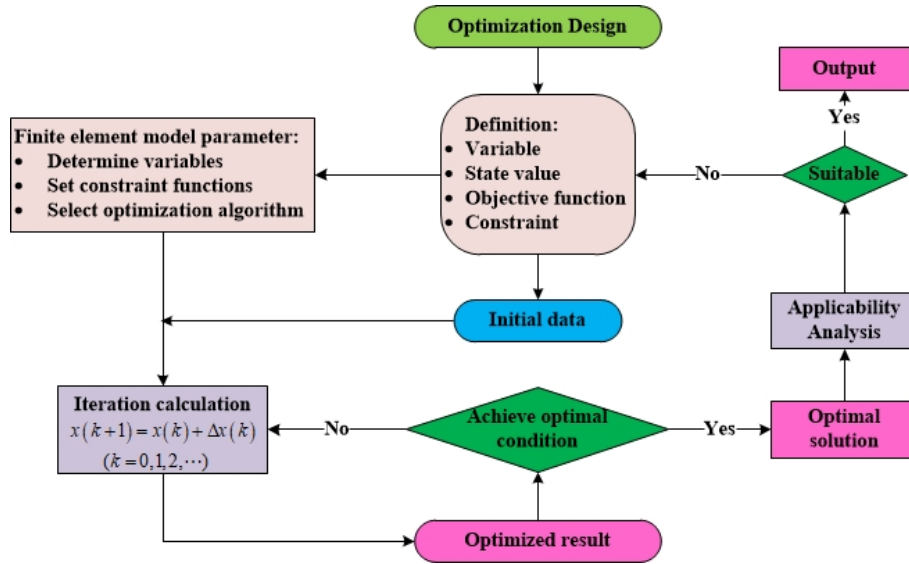 Optimization Design
Output
Yes
Finite element model parameter:
• Determine variables
• Set constraint functions
• Select optimization algorithm
Definition:
• Variable
• State value
• Objective function
• Constraint
No
Suitable
Initial data
Applicability
Analysis
Iteration calculation
x(k+1)=x(k)+Δx(k)
(k=0,1,2,⋯)
No
Achieve optimal
condition
Yes
Optimal
solution
Optimized result